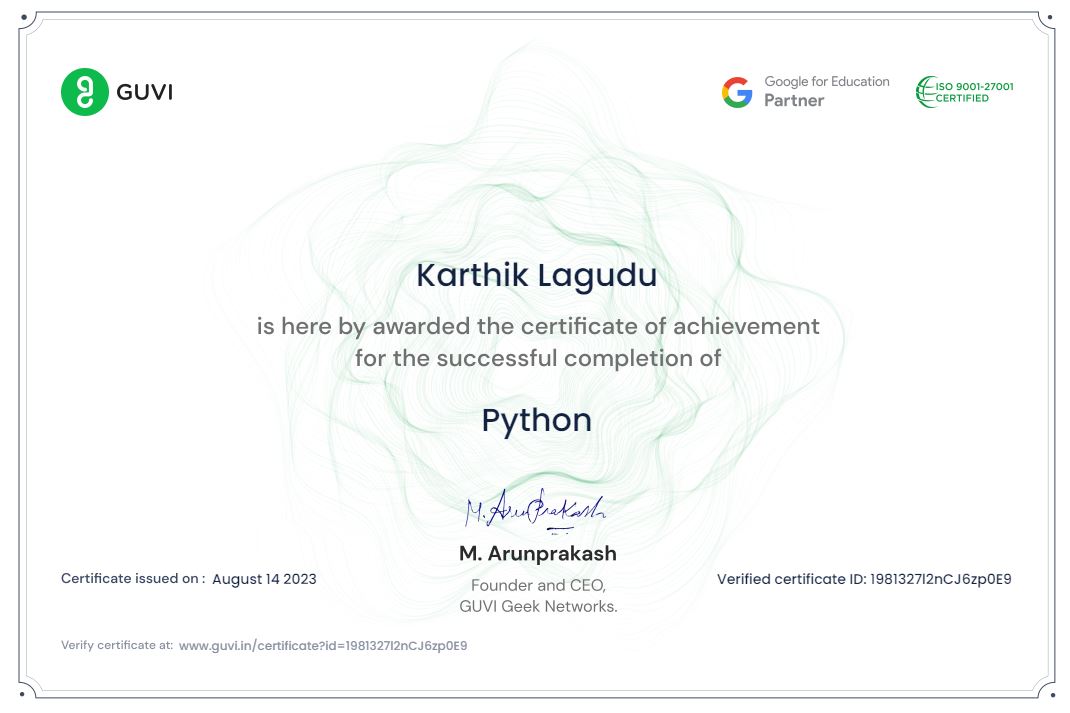 GUVI
Google for Education
Partner
ISO 9001-27001
CERTIFIED
Karthik Lagudu
is here by awarded the certificate of achievement
for the successful completion of
Python
M. Arunprakash
M. Arunprakash
Founder and CEO,
GUVI Geek Networks.
Certificate issued on : August 14 2023
Verified certificate ID: 1981327l2nCJ6zp0E9
Verify certificate at: www.guvi.in/certificate?id=1981327l2nCJ6zp0E9